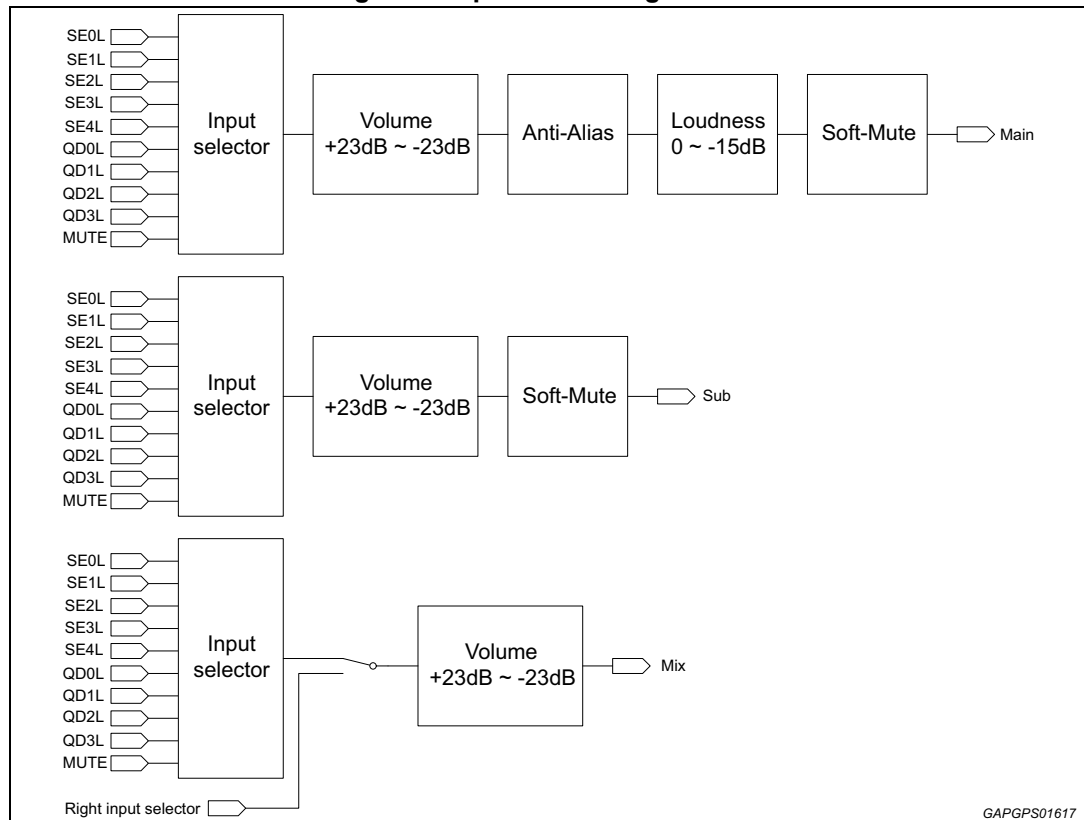 SE0L
SE1L
SE2L
SE3L
SE4L
QD0L
QD1L
QD2L
QD3L
MUTE
Input
selector
Volume
+23dB ~ -23dB
Anti-Alias
Loudness
0 ~ -15dB
Soft-Mute
Main
SE0L
SE1L
SE2L
SE3L
SE4L
QD0L
QD1L
QD2L
QD3L
MUTE
Input
selector
Volume
+23dB ~ -23dB
Soft-Mute
Sub
SE0L
SE1L
SE2L
SE3L
SE4L
QD0L
QD1L
QD2L
QD3L
MUTE
Input
selector
Volume
+23dB ~ -23dB
Mix
Right input selector
GAPGPS01617